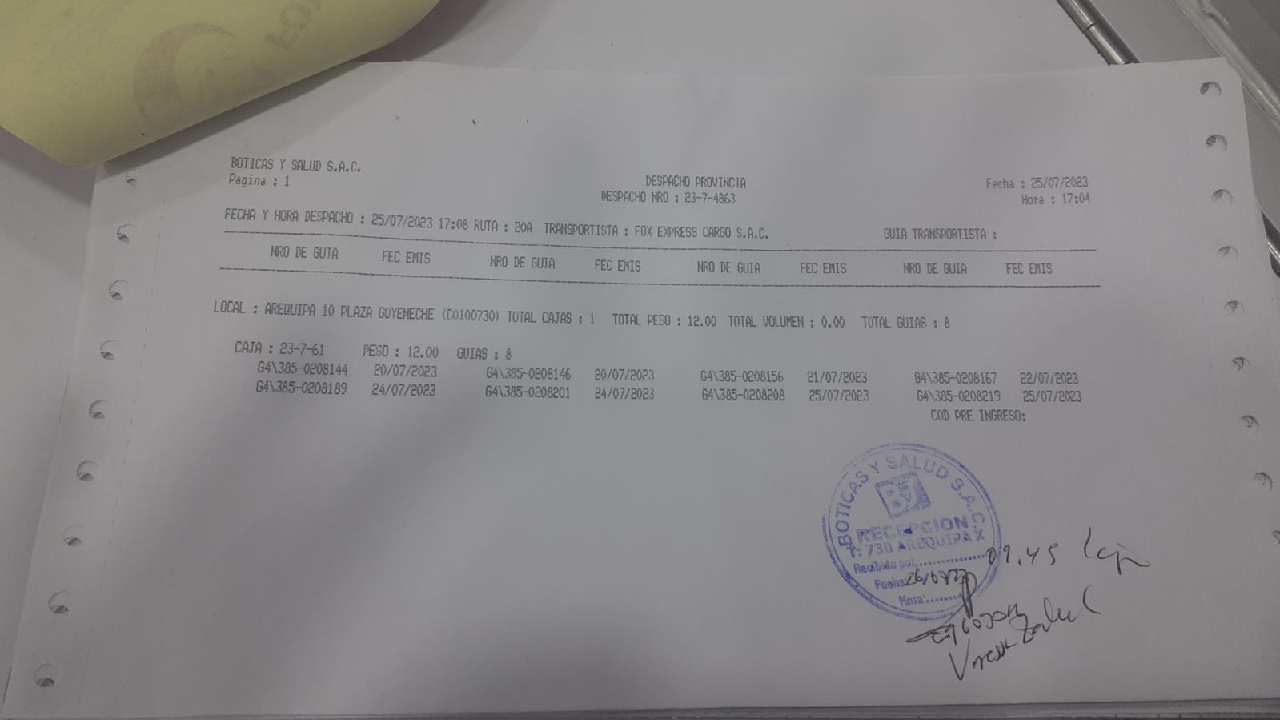 BOTICAS Y SALUD S.A.C.
Pagina : 1
DESPACHO PROVINCIA
DESPACHO NRO : 23-7-4863
Fecha : 25/07/2023
Hora : 17:04
FECHA Y HORA DESPACHO : 25/07/2023 17:08 RUTA : 20A TRANSPORTISTA : FOX EXPRESS CARGO S.A.C. GUIA TRANSPORTISTA :
NRO DE GUIA FEC EMIS NRO DE GUIA FEC EMIS NRO DE GUIA FEC EMIS NRO DE GUIA FEC EMIS
LOCAL : AREQUIPA 10 PLAZA GOYENECHE (C0100730) TOTAL CAJAS : 1 TOTAL PESO : 12.00 TOTAL VOLUMEN : 0.00 TOTAL GUIAS : 8
CAJA : 23-7-61 PESO : 12.00 GUIAS : 8
G4\385-0208144 20/07/2023 G4\385-0208146 20/07/2023 G4\385-0208156 21/07/2023 G4\385-0208167 22/07/2023
G4\385-0208189 24/07/2023 G4\385-0208201 24/07/2023 G4\385-0208208 25/07/2023 G4\385-0208219 25/07/2023
COD PRE INGRESO:
BOTICAS Y SALUD S.A.C.
BS
RECEPCION
T: 730 AREQUIPA X
Recibido por:
Fecha:
Hora:
09.45